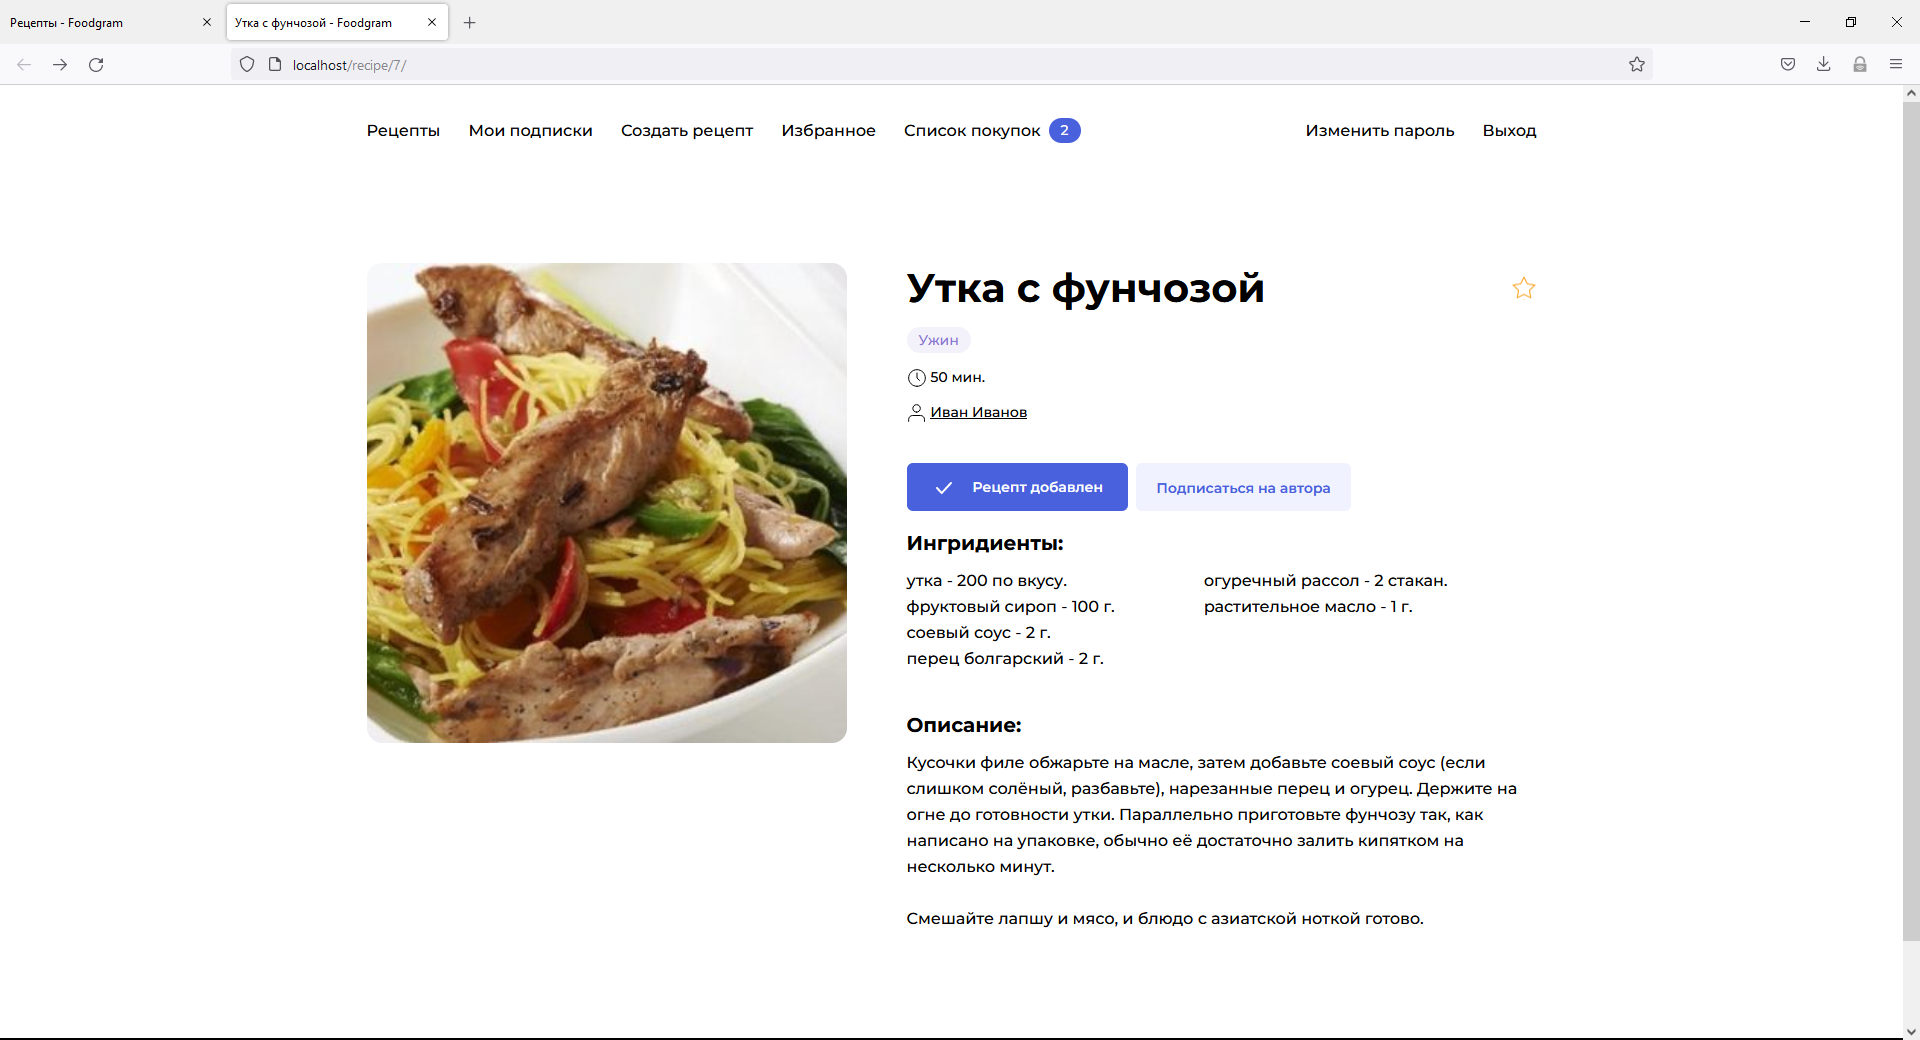 Рецепты - Foodgram
Утка с фунчозой - Foodgram
localhost/recipe/7/
Рецепты Мои подписки Создать рецепт Избранное Список покупок 2 Изменить пароль Выход
Утка с фунчозой
Ужин
50 мин.
Иван Иванов
Рецепт добавлен Подписаться на автора
Ингридиенты:
утка - 200 по вкусу.
фруктовый сироп - 100 г.
соевый соус - 2 г.
перец болгарский - 2 г.
огуречный рассол - 2 стакан.
растительное масло - 1 г.
Описание:
Кусочки филе обжарьте на масле, затем добавьте соевый соус (если
слишком солёный, разбавьте), нарезанные перец и огурец. Держите на
огне до готовности утки. Параллельно приготовьте фунчозу так, как
написано на упаковке, обычно её достаточно залить кипятком на
несколько минут.
Смешайте лапшу и мясо, и блюдо с азиатской ноткой готово.